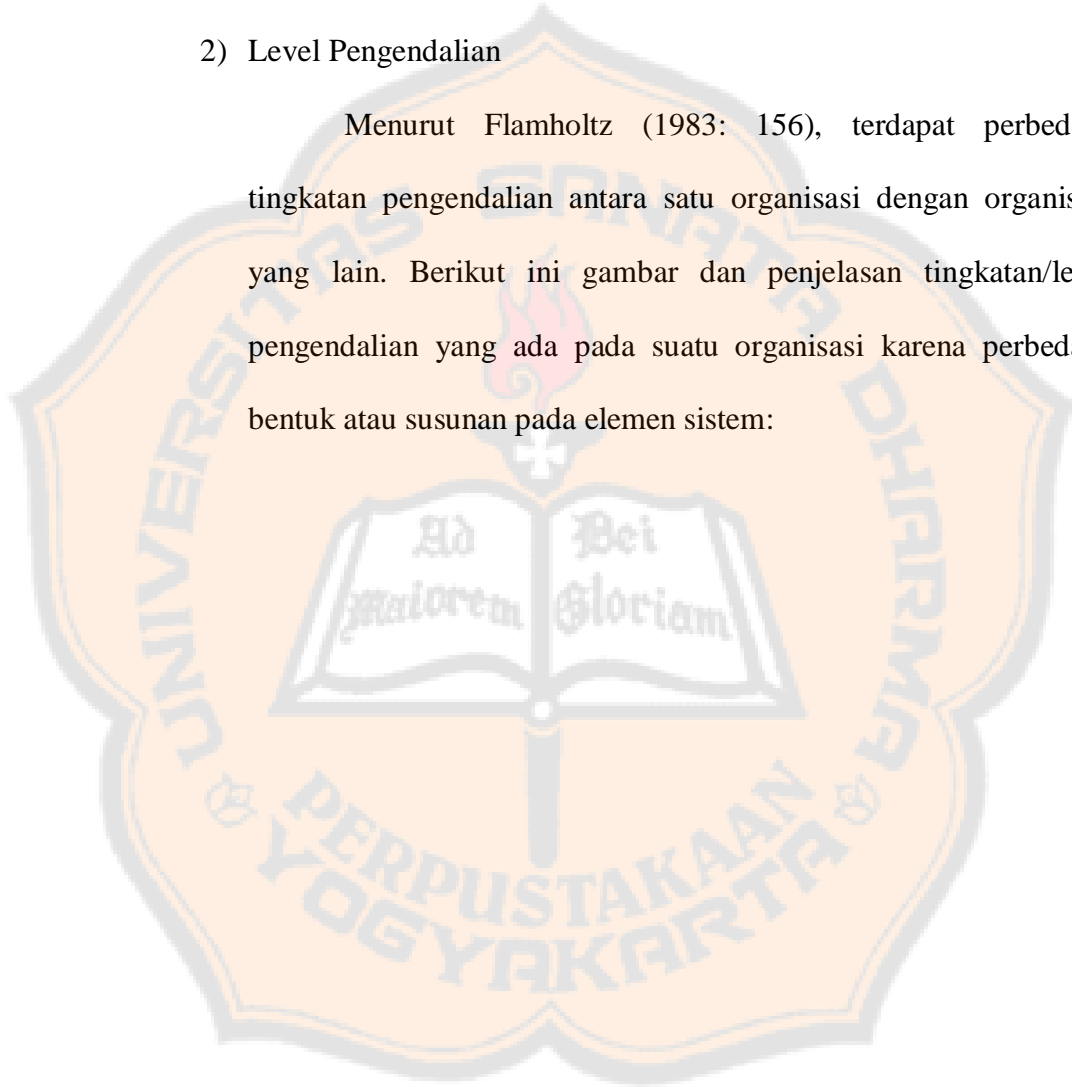 2) Level Pengendalian
Menurut Flamholtz (1983: 156), terdapat perbed
tingkatan pengendalian antara satu organisasi dengan organis
yang lain. Berikut ini gambar dan penjelasan tingkatan/le
pengendalian yang ada pada suatu organisasi karena perbeda
bentuk atau susunan pada elemen sistem:
UNIVERSITAS SANATA DHARMA
Ad Dei
Maiorem Gloriam
PERPUSTAKAAN
YOGYAKARTA